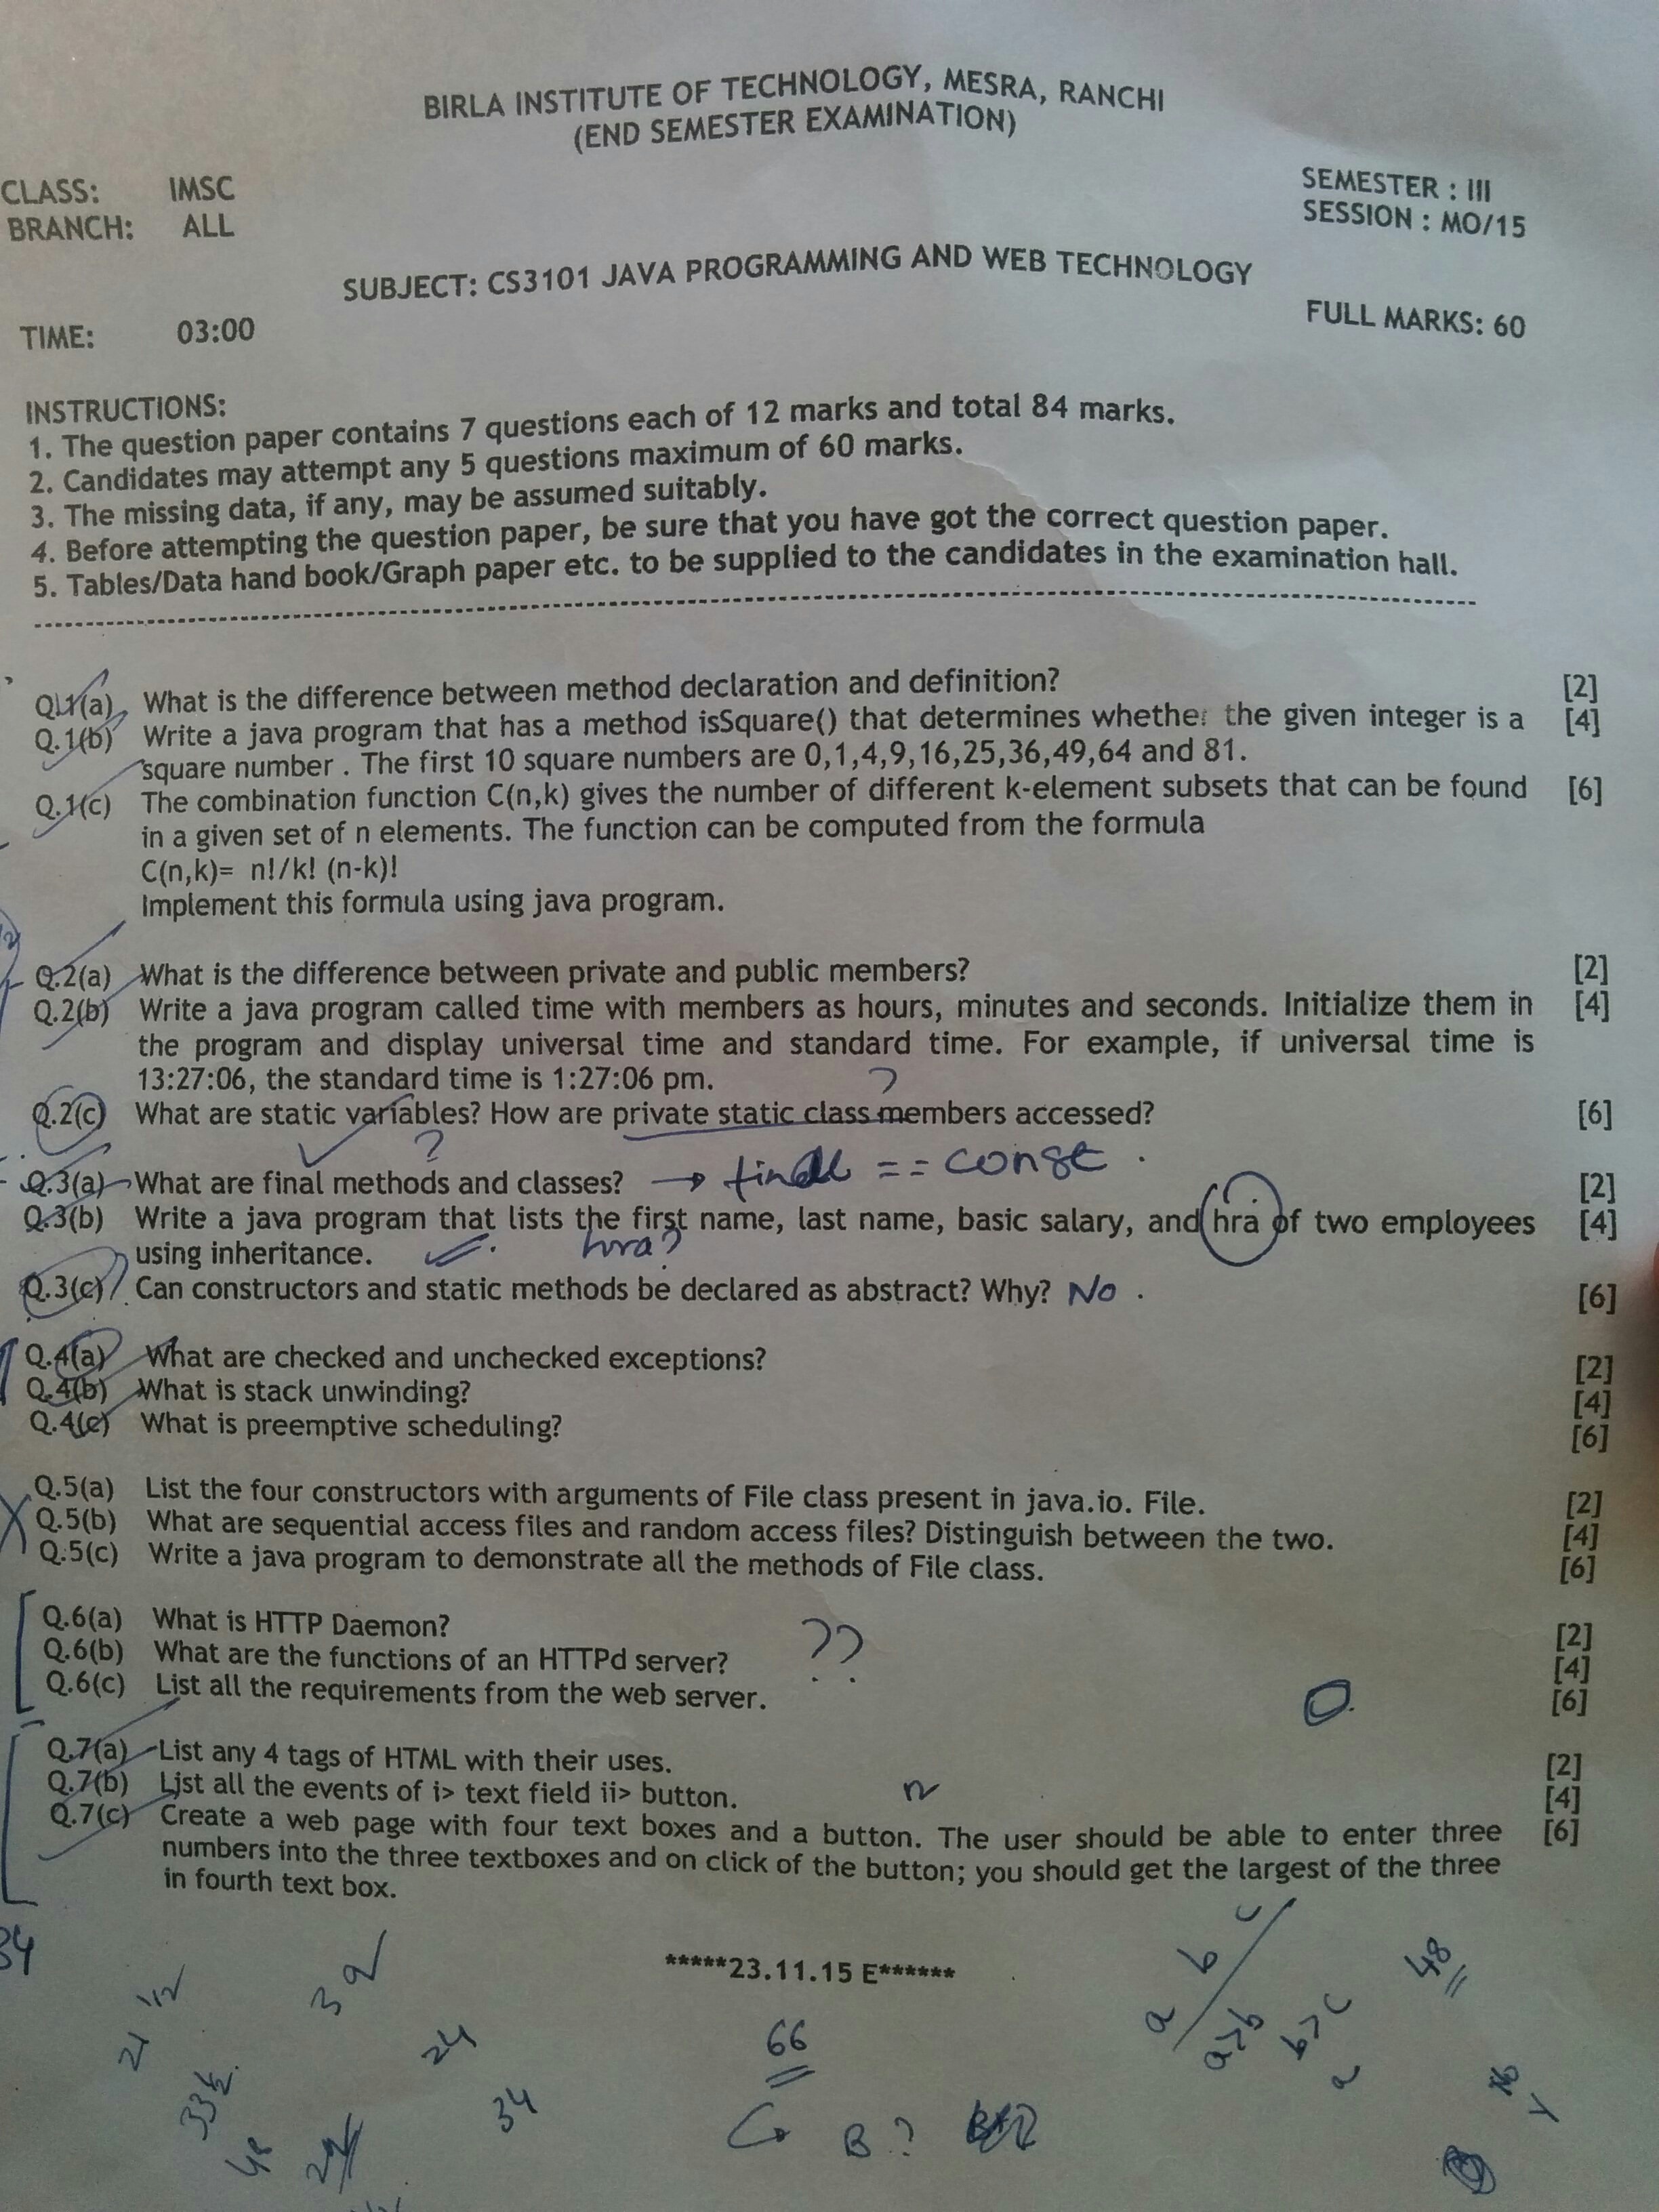 BIRLA INSTITUTE OF TECHNOLOGY, MESRA, RANCHI
(END SEMESTER EXAMINATION)
CLASS: IMSC SEMESTER : III
BRANCH: ALL SESSION : MO/15
SUBJECT: CS3101 JAVA PROGRAMMING AND WEB TECHNOLOGY
TIME: 03:00 FULL MARKS: 60
INSTRUCTIONS:
1. The question paper contains 7 questions each of 12 marks and total 84 marks.
2. Candidates may attempt any 5 questions maximum of 60 marks.
3. The missing data, if any, may be assumed suitably.
4. Before attempting the question paper, be sure that you have got the correct question paper.
5. Tables/Data hand book/Graph paper etc. to be supplied to the candidates in the examination hall.
Q.1(a) What is the difference between method declaration and definition? [2]
Q.1(b) Write a java program that has a method isSquare() that determines whether the given integer is a [4]
square number . The first 10 square numbers are 0,1,4,9,16,25,36,49,64 and 81.
Q.1(c) The combination function C(n,k) gives the number of different k-element subsets that can be found [6]
in a given set of n elements. The function can be computed from the formula
C(n,k)= n!/k! (n-k)!
Implement this formula using java program.
Q.2(a) What is the difference between private and public members? [2]
Q.2(b) Write a java program called time with members as hours, minutes and seconds. Initialize them in [4]
the program and display universal time and standard time. For example, if universal time is
13:27:06, the standard time is 1:27:06 pm. ?
Q.2(c) What are static variables? How are private static class members accessed? [6]
?
Q.3(a) What are final methods and classes? → final == const . [2]
Q.3(b) Write a java program that lists the first name, last name, basic salary, and hra of two employees [4]
using inheritance. hra?
Q.3(c) Can constructors and static methods be declared as abstract? Why? No . [6]
Q.4(a) What are checked and unchecked exceptions? [2]
Q.4(b) What is stack unwinding? [4]
Q.4(c) What is preemptive scheduling? [6]
Q.5(a) List the four constructors with arguments of File class present in java.io. File. [2]
Q.5(b) What are sequential access files and random access files? Distinguish between the two. [4]
Q.5(c) Write a java program to demonstrate all the methods of File class. [6]
Q.6(a) What is HTTP Daemon? [2]
Q.6(b) What are the functions of an HTTPd server? ?? [4]
Q.6(c) List all the requirements from the web server. [6]
Q.7(a) List any 4 tags of HTML with their uses. [2]
Q.7(b) List all the events of i> text field ii> button. [4]
Q.7(c) Create a web page with four text boxes and a button. The user should be able to enter three [6]
numbers into the three textboxes and on click of the button; you should get the largest of the three
in fourth text box.
34
*****23.11.15 E******
a b c
48
a>b b>c
a
24
66
33½
34
B ?